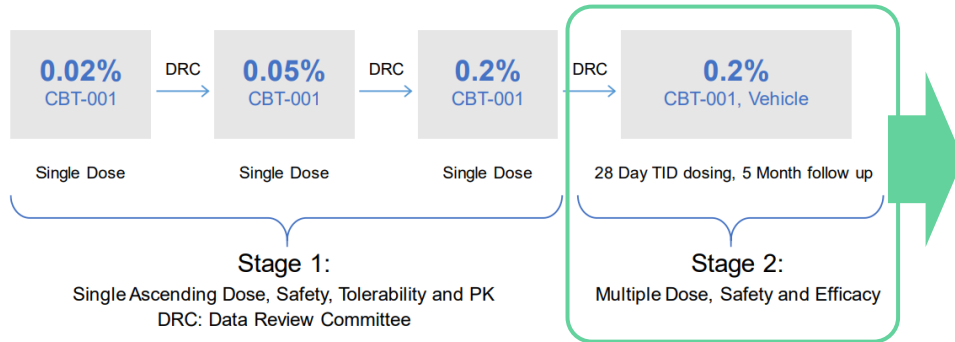 0.02%
CBT-001
DRC
0.05%
CBT-001
DRC
0.2%
CBT-001
DRC
0.2%
CBT-001, Vehicle
Single Dose
Single Dose
Single Dose
28 Day TID dosing, 5 Month follow up
Stage 1:
Single Ascending Dose, Safety, Tolerability and PK
DRC: Data Review Committee
Stage 2:
Multiple Dose, Safety and Efficacy